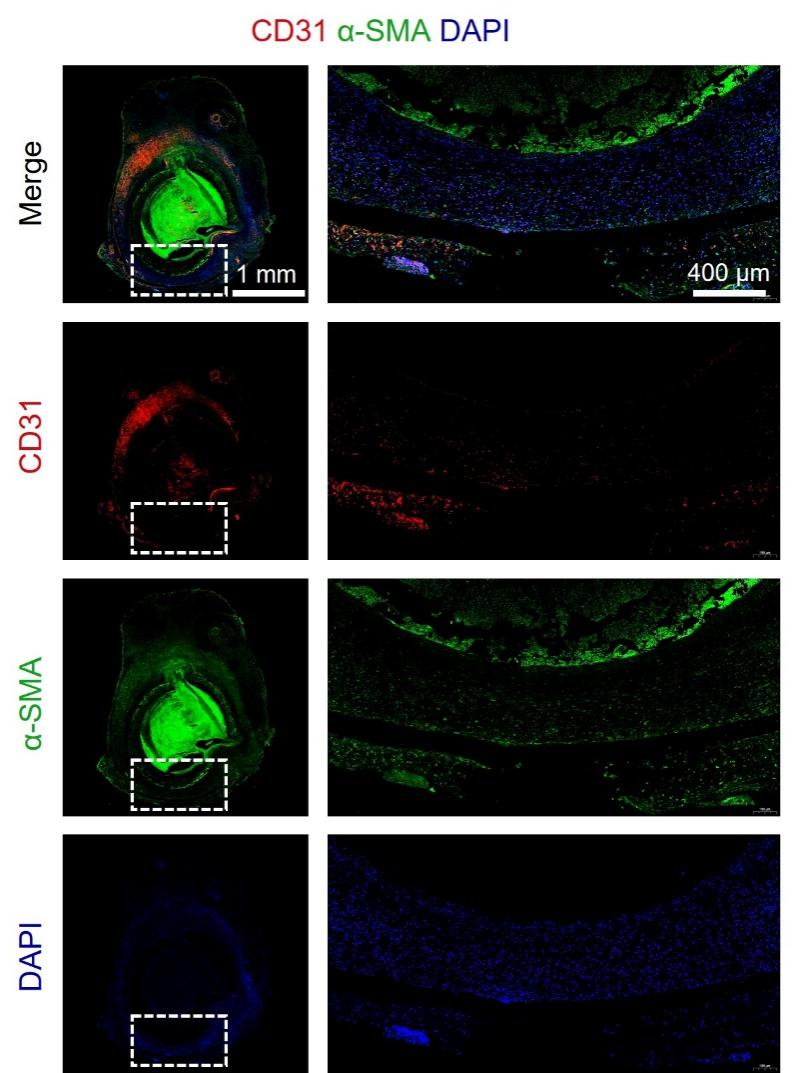 CD31 α-SMA DAPI
Merge
1 mm
400 μm
CD31
α-SMA
DAPI